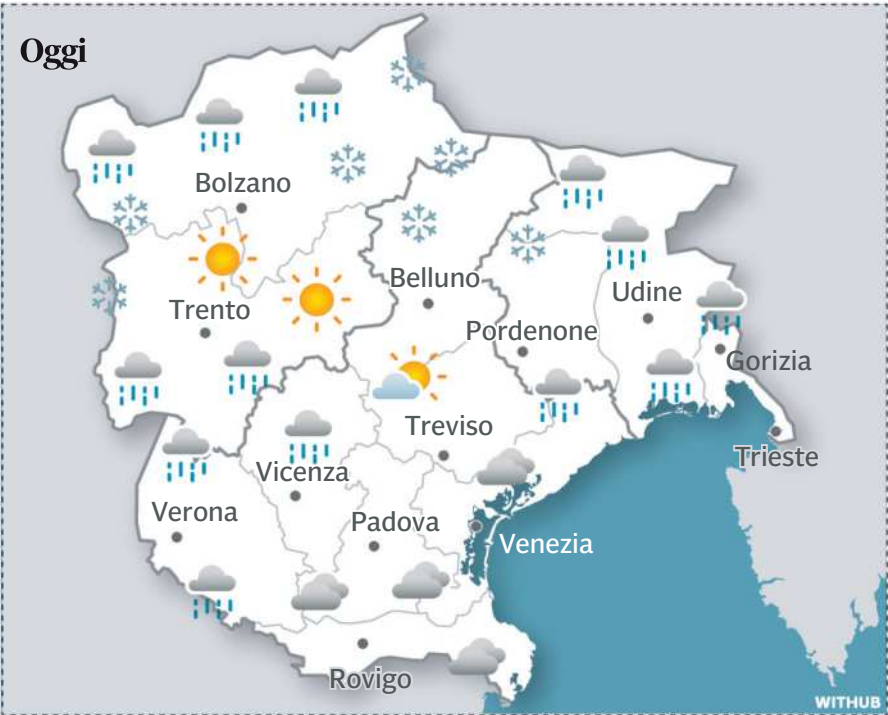 Oggi
Bolzano
Belluno
Udine
Trento
Pordenone
Gorizia
Treviso
Trieste
Vicenza
Verona
Padova
Venezia
Rovigo
WITHUB